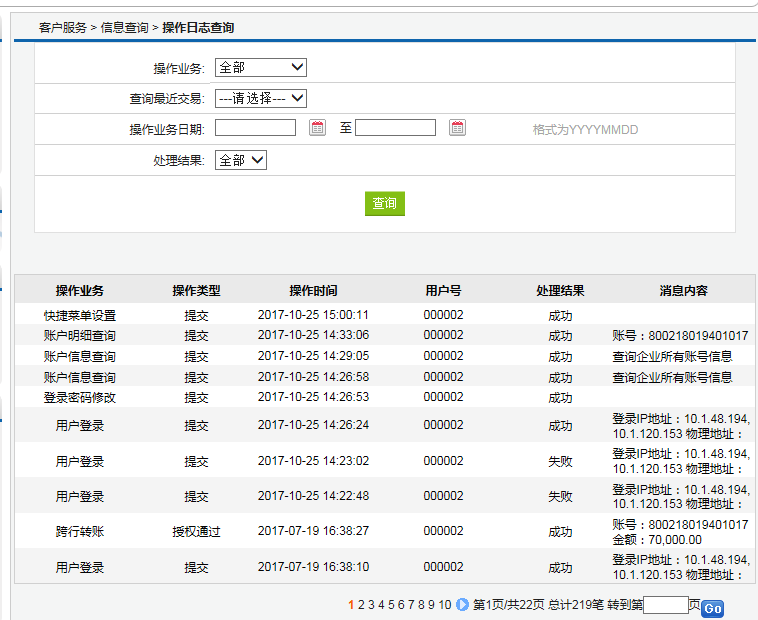 客户服务 > 信息查询 > 操作日志查询
操作业务: 全部
查询最近交易: ---请选择---
操作业务日期: 至 格式为YYYYMMDD
处理结果: 全部
查询
操作业务 操作类型 操作时间 用户号 处理结果 消息内容
快捷菜单设置 提交 2017-10-25 15:00:11 000002 成功
账户明细查询 提交 2017-10-25 14:33:06 000002 成功 账号：800218019401017
账户信息查询 提交 2017-10-25 14:29:05 000002 成功 查询企业所有账号信息
账户信息查询 提交 2017-10-25 14:26:58 000002 成功 查询企业所有账号信息
登录密码修改 提交 2017-10-25 14:26:53 000002 成功
用户登录 提交 2017-10-25 14:26:24 000002 成功 登录IP地址：10.1.48.194,
10.1.120.153 物理地址：
用户登录 提交 2017-10-25 14:23:02 000002 失败 登录IP地址：10.1.48.194,
10.1.120.153 物理地址：
用户登录 提交 2017-10-25 14:22:48 000002 失败 登录IP地址：10.1.48.194,
10.1.120.153 物理地址：
跨行转账 授权通过 2017-07-19 16:38:27 000002 成功 账号：800218019401017
金额：70,000.00
用户登录 提交 2017-07-19 16:38:10 000002 成功 登录IP地址：10.1.48.194,
10.1.120.153 物理地址：
1 2 3 4 5 6 7 8 9 10 第1页/共22页 总计219笔 转到第 页 Go